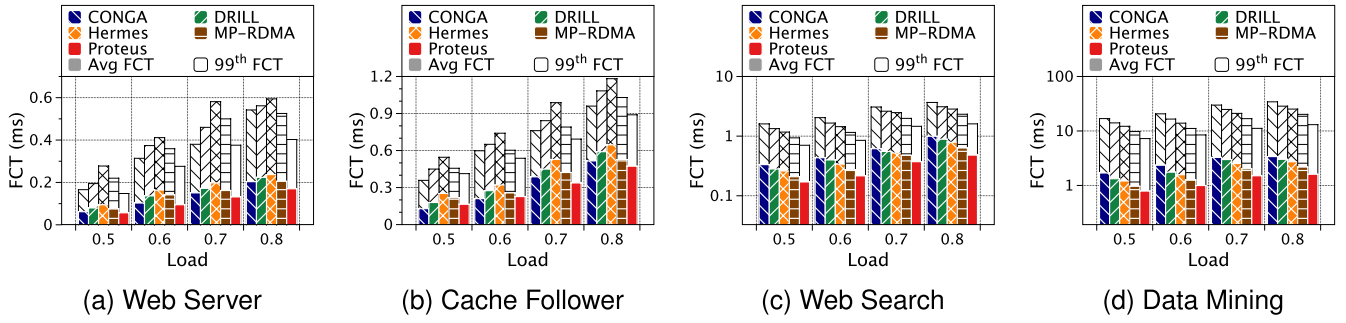 CONGA DRILL
Hermes MP-RDMA
Proteus
Avg FCT 99th FCT
FCT (ms)
0.6
0.4
0.2
0
0.5 0.6 0.7 0.8
Load
(a) Web Server
CONGA DRILL
Hermes MP-RDMA
Proteus
Avg FCT 99th FCT
FCT (ms)
1.2
0.9
0.6
0.3
0
0.5 0.6 0.7 0.8
Load
(b) Cache Follower
CONGA DRILL
Hermes MP-RDMA
Proteus
Avg FCT 99th FCT
FCT (ms)
10
1
0.1
0.5 0.6 0.7 0.8
Load
(c) Web Search
CONGA DRILL
Hermes MP-RDMA
Proteus
Avg FCT 99th FCT
FCT (ms)
100
10
1
0.5 0.6 0.7 0.8
Load
(d) Data Mining